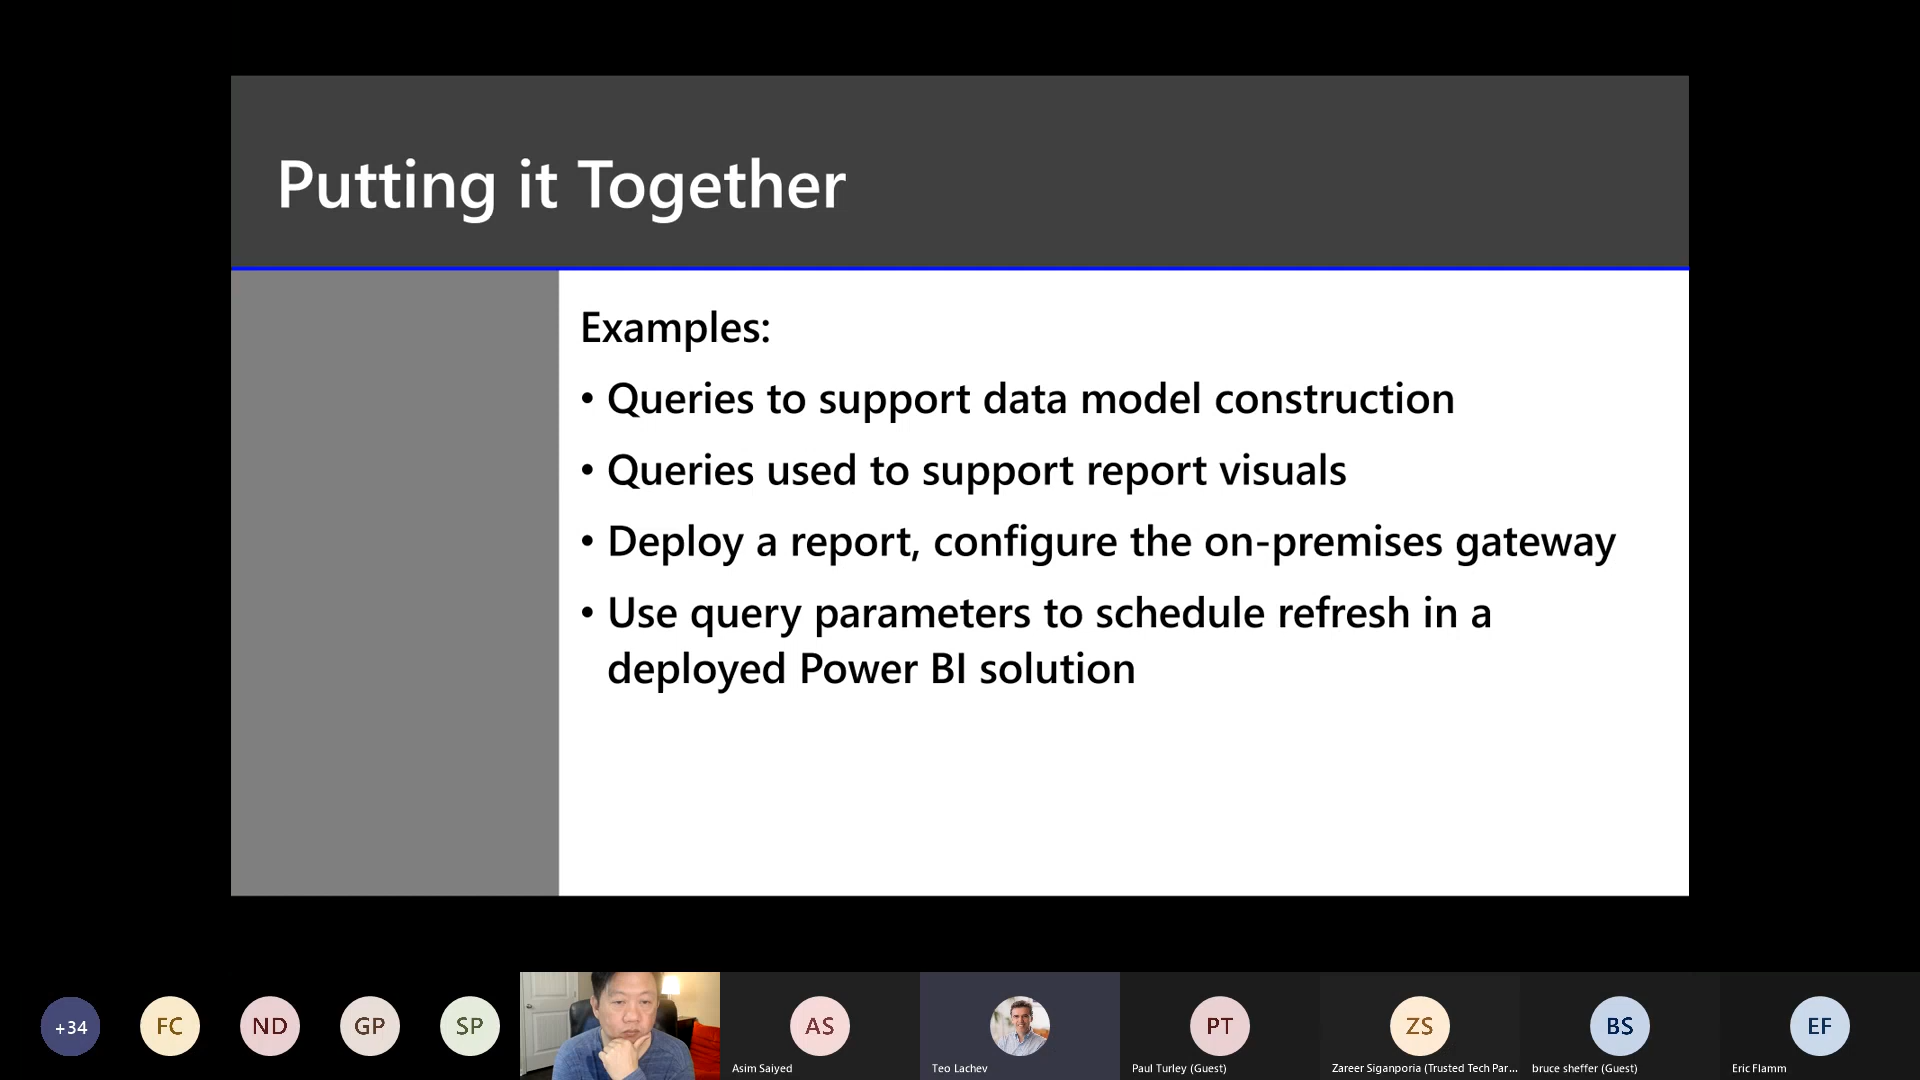 Putting it Together
Examples:
• Queries to support data model construction
• Queries used to support report visuals
• Deploy a report, configure the on-premises gateway
• Use query parameters to schedule refresh in a
deployed Power BI solution
+34
FC
ND
GP
SP
AS
PT
ZS
BS
EF
Asim Saiyed
Teo Lachev
Paul Turley (Guest)
Zareer Siganporia (Trusted Tech Par...
bruce sheffer (Guest)
Eric Flamm